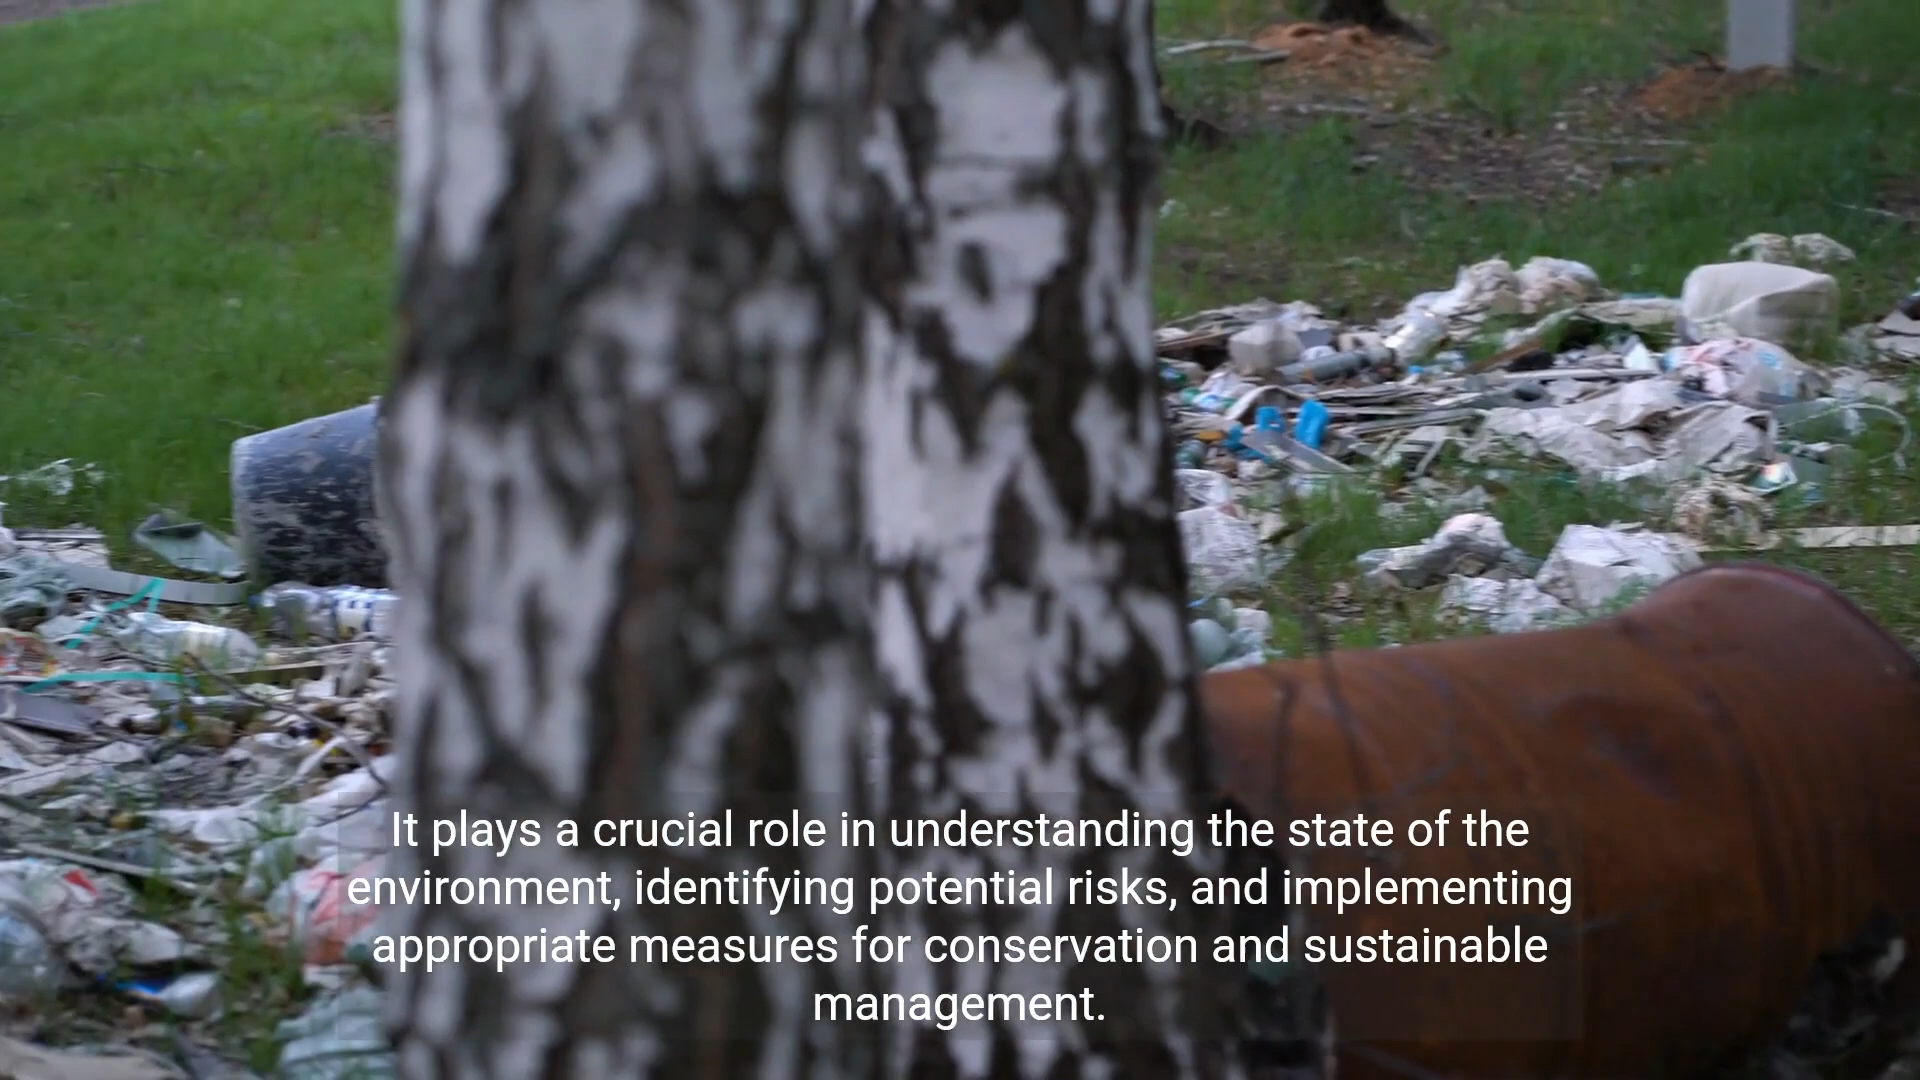 It plays a crucial role in understanding the state of the
environment, identifying potential risks, and implementing
appropriate measures for conservation and sustainable
management.